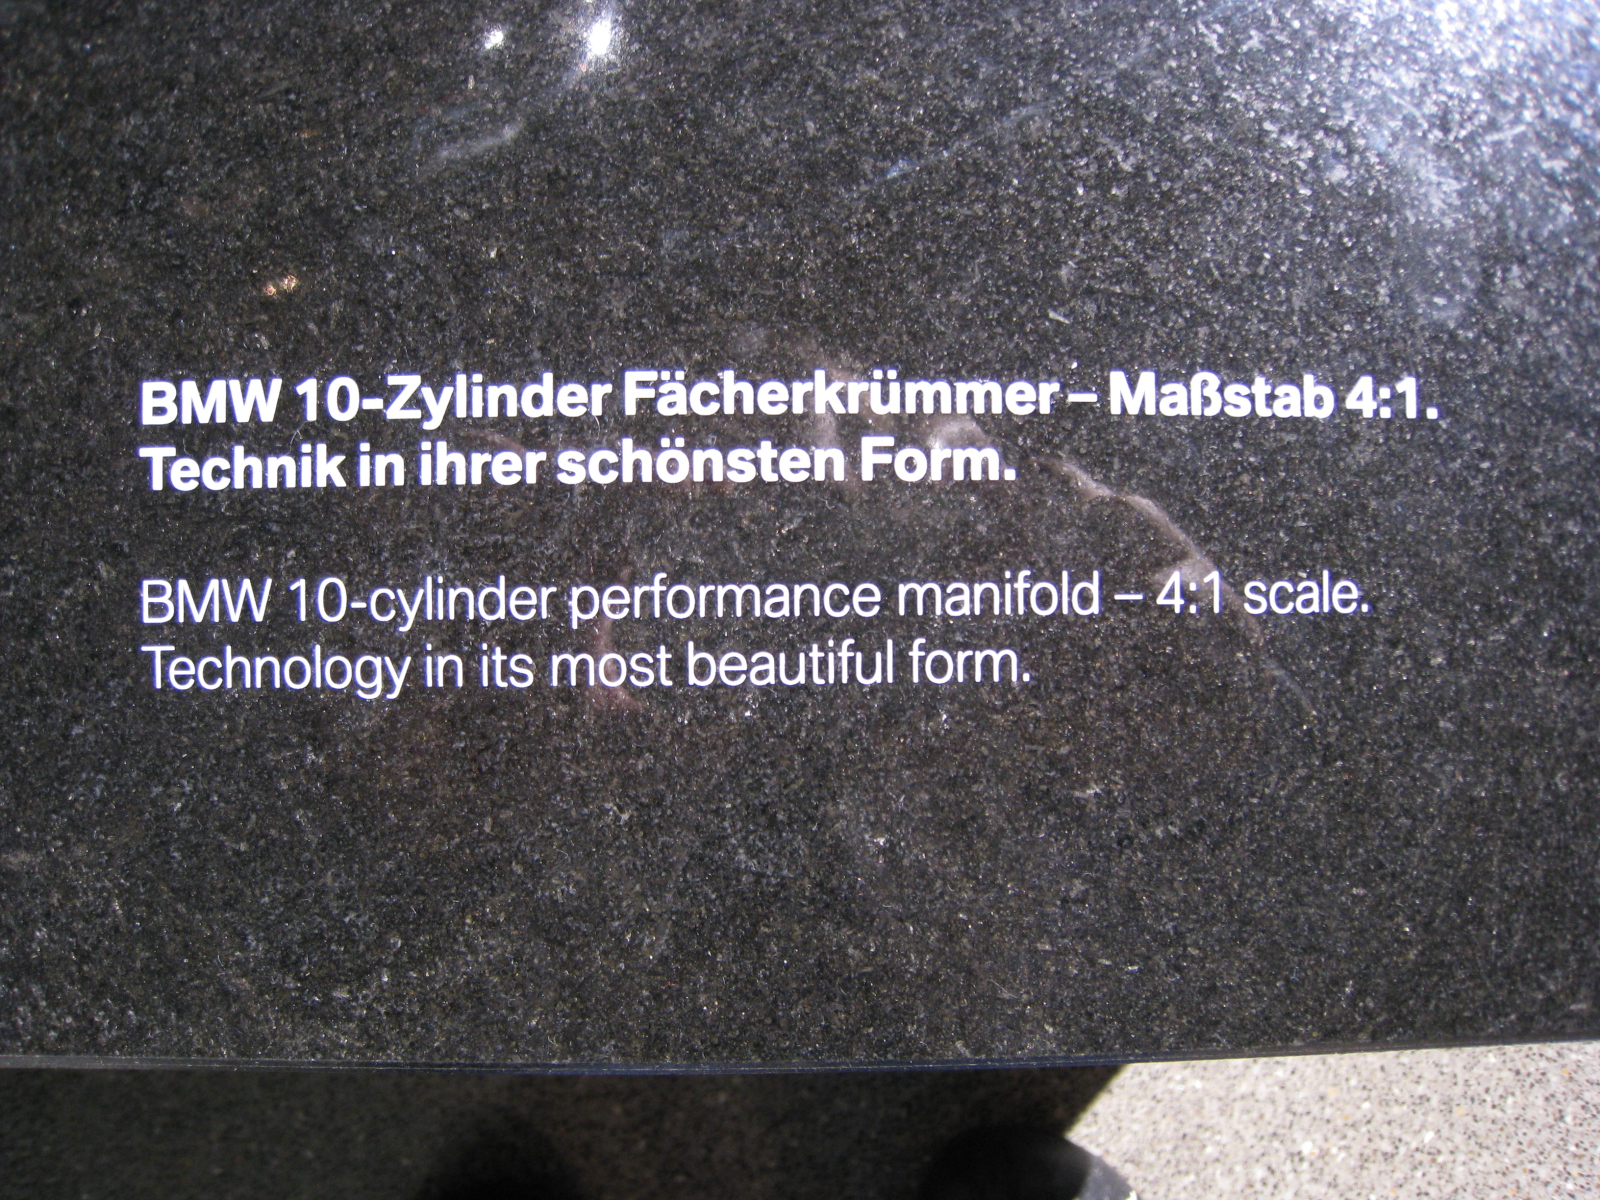 BMW 10-Zylinder Fächerkrümmer – Maßstab 4:1.
Technik in ihrer schönsten Form.
BMW 10-cylinder performance manifold – 4:1 scale.
Technology in its most beautiful form.